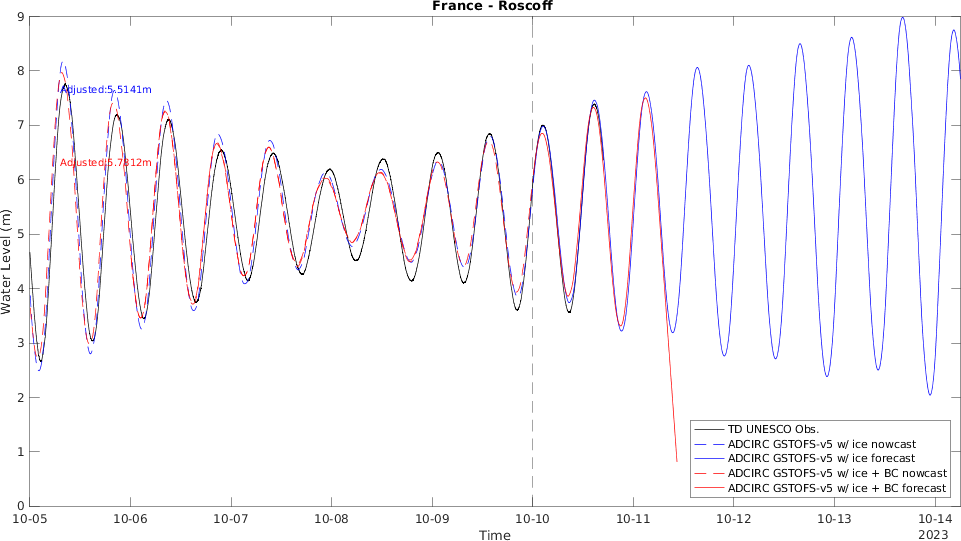 France - Roscoff
9
8
7
6
5
4
3
2
1
0
Water Level (m)
Adjusted:5.5141m
Adjusted:5.7312m
TD UNESCO Obs.
ADCIRC GSTOFS-v5 w/ ice nowcast
ADCIRC GSTOFS-v5 w/ ice forecast
ADCIRC GSTOFS-v5 w/ ice + BC nowcast
ADCIRC GSTOFS-v5 w/ ice + BC forecast
10-05 10-06 10-07 10-08 10-09 10-10 10-11 10-12 10-13 10-14
Time
2023